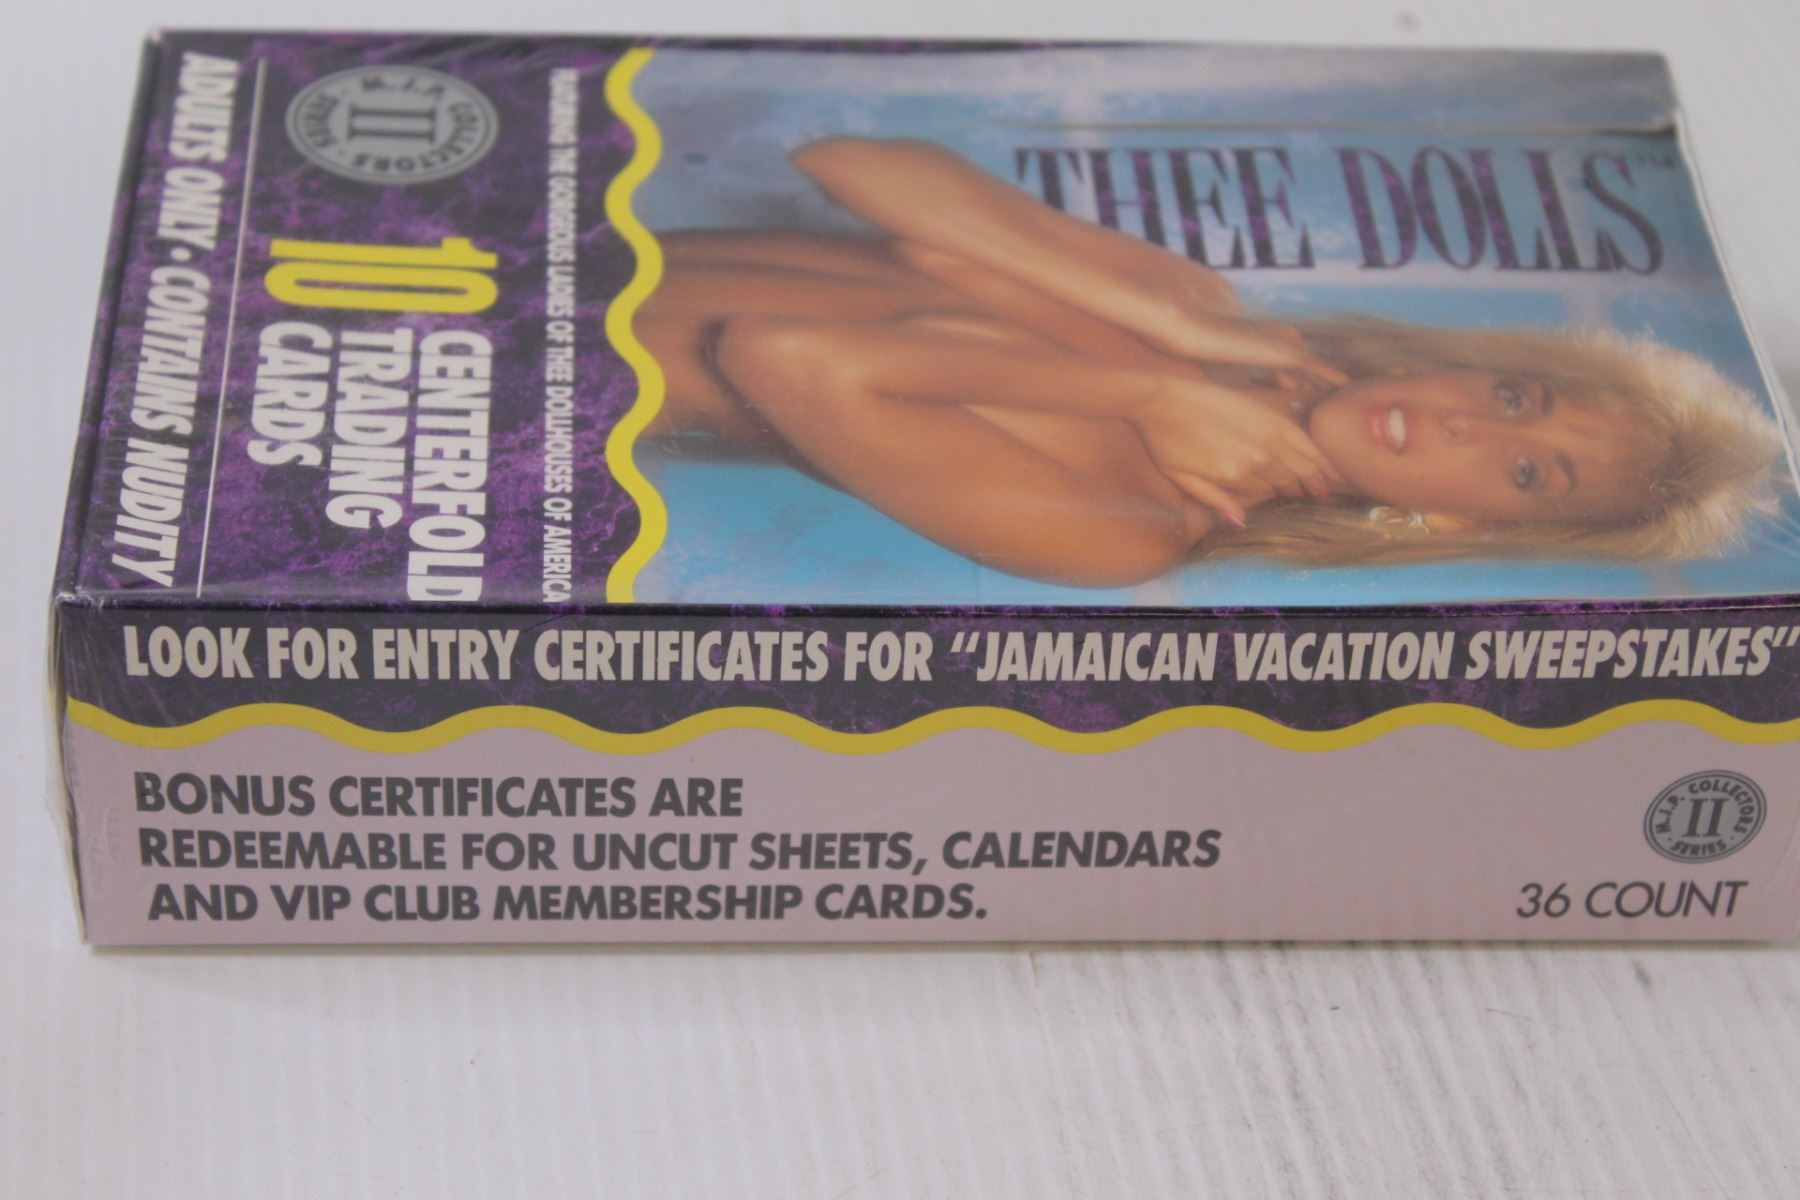 THEE DOLLS™
FEATURING THE GORGEOUS LADIES OF THEE DOLLHOUSES OF AMERICA
M.J.P. COLLECTORS
II
SERIES
10 CENTERFOLD
TRADING
CARDS
ADULTS ONLY • CONTAINS NUDITY
LOOK FOR ENTRY CERTIFICATES FOR "JAMAICAN VACATION SWEEPSTAKES"
BONUS CERTIFICATES ARE
REDEEMABLE FOR UNCUT SHEETS, CALENDARS
AND VIP CLUB MEMBERSHIP CARDS.
M.J.P. COLLECTORS
II
SERIES
36 COUNT